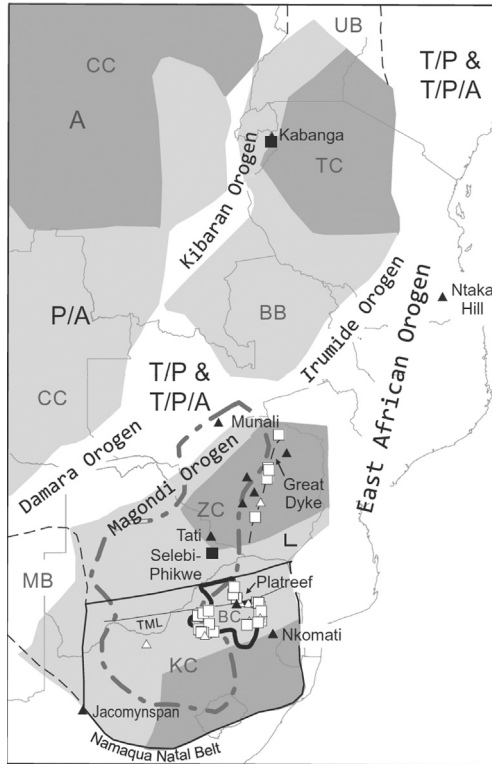 UB
CC
T/P &
T/P/A
A
Kabanga
TC
Kibaran Orogen
Ntaka
Hill
P/A
BB
Irumide Orogen
East African Orogen
T/P &
T/P/A
CC
Munali
Damara Orogen
Magondi Orogen
Great
Dyke
ZC
Tati
Selebi-
Phikwe
L
MB
Platreef
TML
BC
Nkomati
KC
Jacomynspan
Namaqua Natal Belt